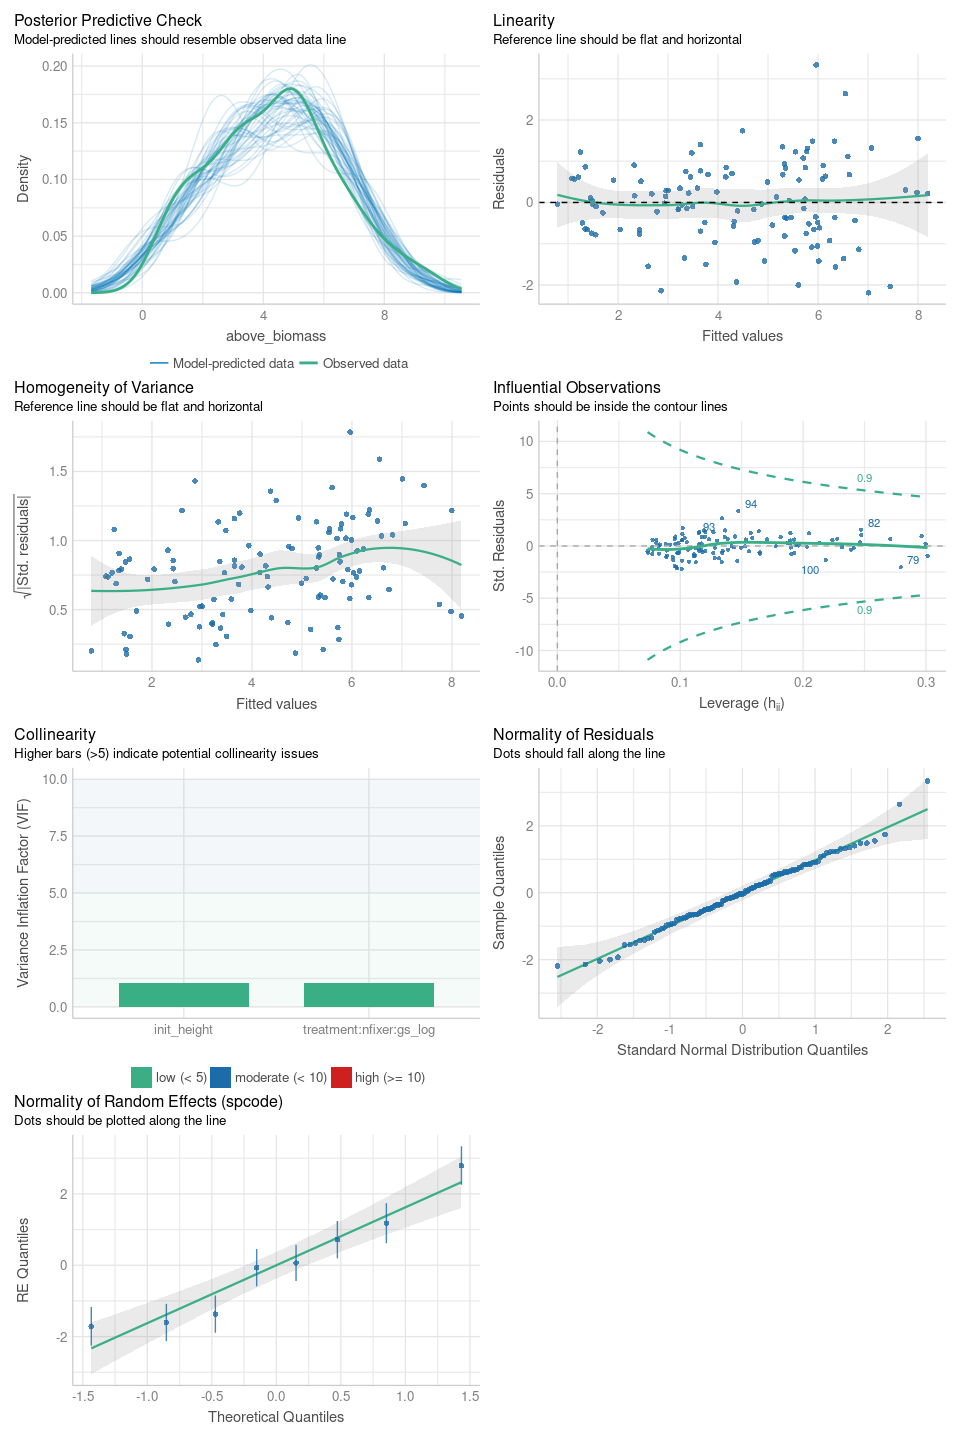 Posterior Predictive Check
Model-predicted lines should resemble observed data line
0.20
0.15
0.10
0.05
0.00
Density
0
4
8
above_biomass
Model-predicted data
Observed data
Linearity
Reference line should be flat and horizontal
2
0
-2
Residuals
2
4
6
8
Fitted values
Homogeneity of Variance
Reference line should be flat and horizontal
1.5
1.0
0.5
√|Std. residuals|
2
4
6
8
Fitted values
Influential Observations
Points should be inside the contour lines
10
5
0
-5
-10
Std. Residuals
0.9
94
93
82
79
100
0.9
0.0
0.1
0.2
0.3
Leverage (hii)
Collinearity
Higher bars (>5) indicate potential collinearity issues
10.0
7.5
5.0
2.5
0.0
Variance Inflation Factor (VIF)
init_height
treatment:nfixer:gs_log
low (< 5)
moderate (< 10)
high (>= 10)
Normality of Residuals
Dots should fall along the line
2
0
-2
Sample Quantiles
-2
-1
0
1
2
Standard Normal Distribution Quantiles
Normality of Random Effects (spcode)
Dots should be plotted along the line
2
0
-2
RE Quantiles
-1.5
-1.0
-0.5
0.0
0.5
1.0
1.5
Theoretical Quantiles